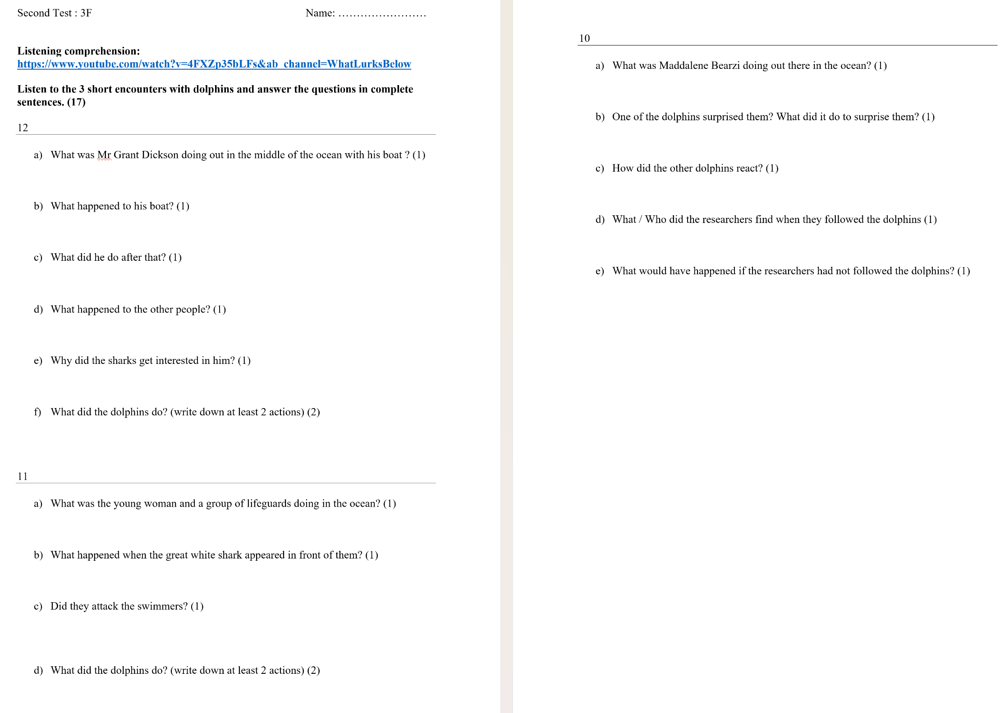 Second Test : 3F Name: ……………………
Listening comprehension:
https://www.youtube.com/watch?v=4FXZp35bLFs&ab_channel=WhatLurksBelow
Listen to the 3 short encounters with dolphins and answer the questions in complete
sentences. (17)
12
a) What was Mr Grant Dickson doing out in the middle of the ocean with his boat ? (1)
b) What happened to his boat? (1)
c) What did he do after that? (1)
d) What happened to the other people? (1)
e) Why did the sharks get interested in him? (1)
f) What did the dolphins do? (write down at least 2 actions) (2)
11
a) What was the young woman and a group of lifeguards doing in the ocean? (1)
b) What happened when the great white shark appeared in front of them? (1)
c) Did they attack the swimmers? (1)
d) What did the dolphins do? (write down at least 2 actions) (2)
10
a) What was Maddalene Bearzi doing out there in the ocean? (1)
b) One of the dolphins surprised them? What did it do to surprise them? (1)
c) How did the other dolphins react? (1)
d) What / Who did the researchers find when they followed the dolphins (1)
e) What would have happened if the researchers had not followed the dolphins? (1)